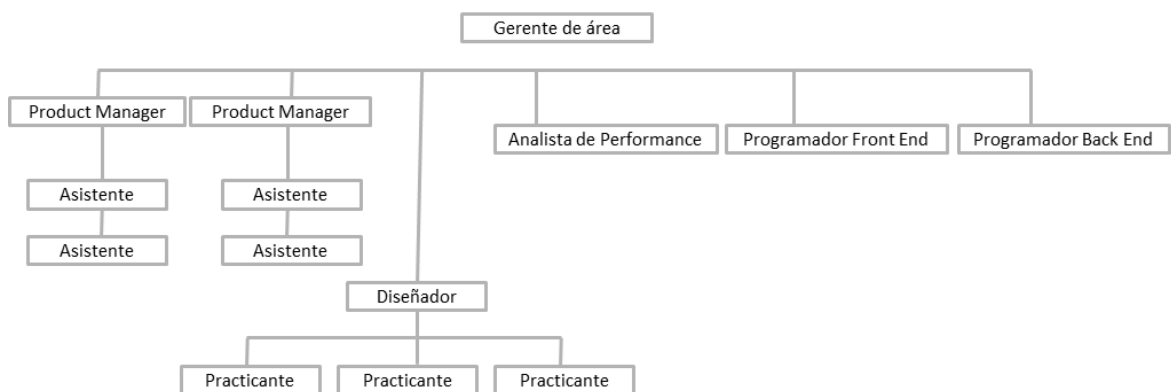 Gerente de área
Product Manager
Product Manager
Analista de Performance
Programador Front End
Programador Back End
Asistente
Asistente
Asistente
Asistente
Diseñador
Practicante
Practicante
Practicante